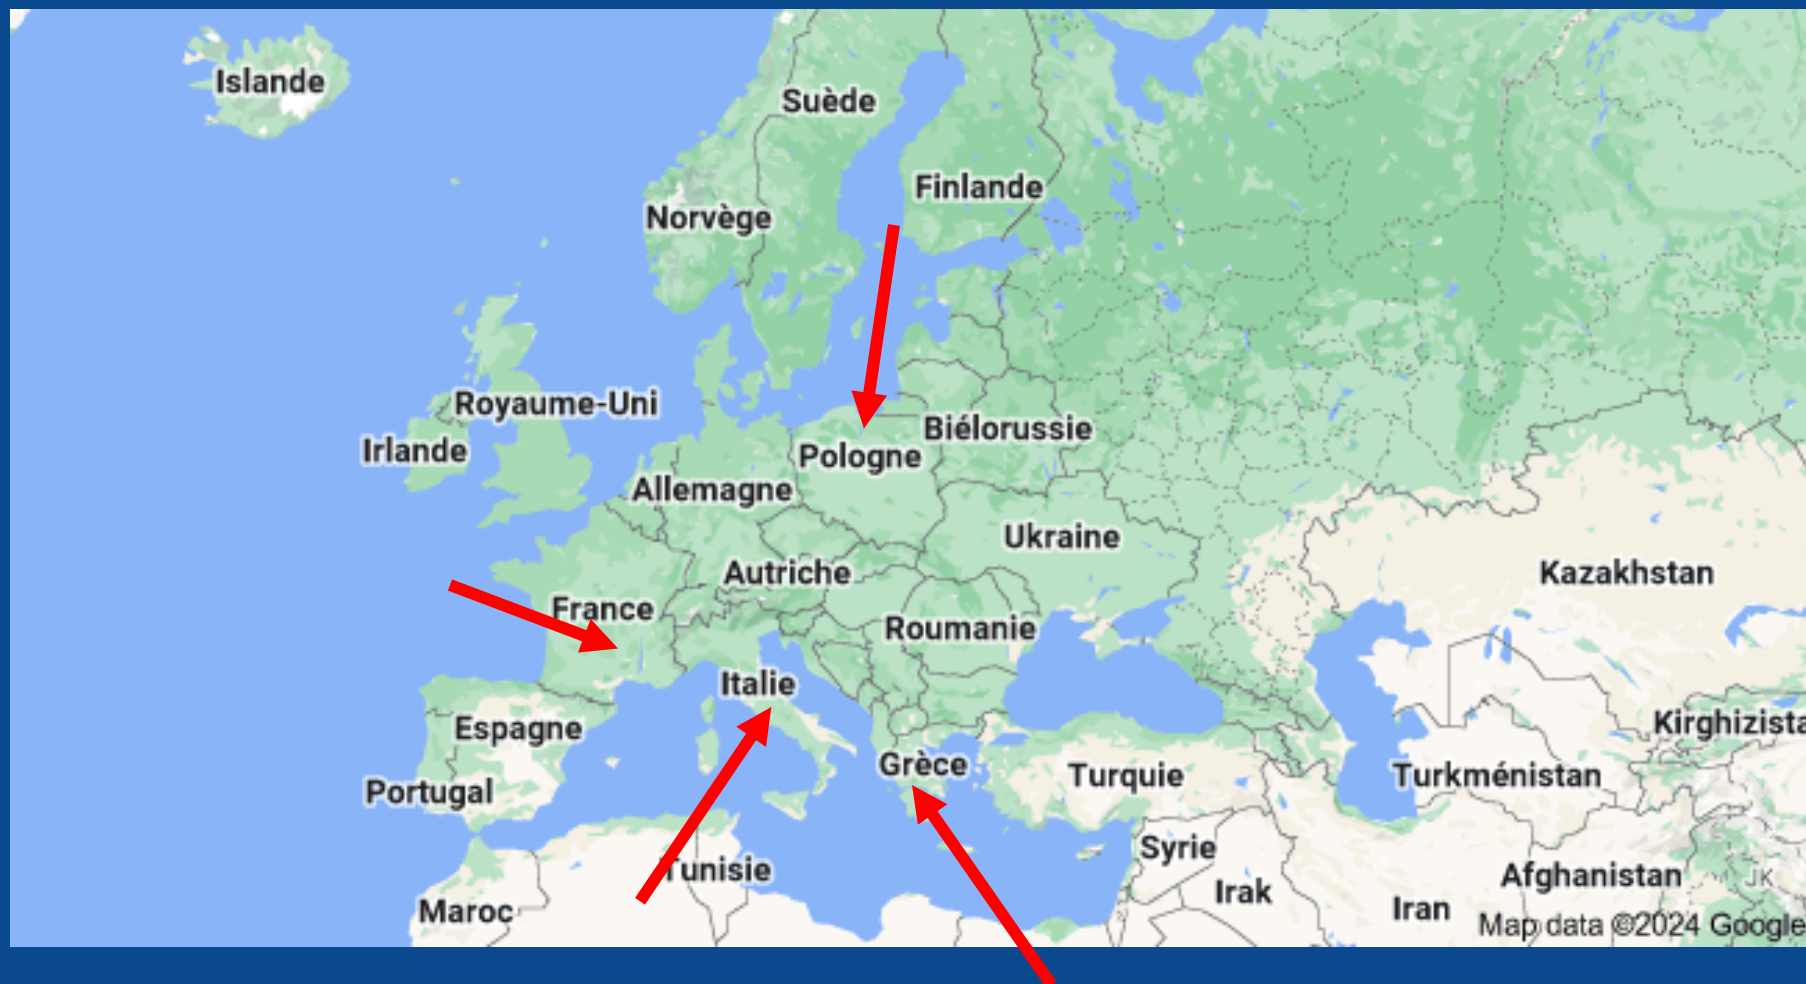 Islande
Suède
Finlande
Norvège
Royaume-Uni
Irlande
Biélorussie
Pologne
Allemagne
Ukraine
Autriche
Kazakhstan
France
Roumanie
Italie
Espagne
Kirghizista
Grèce
Turquie
Turkménistan
Portugal
Syrie
Tunisie
Afghanistan
JK
Irak
Maroc
Iran
Map data ©2024 Google